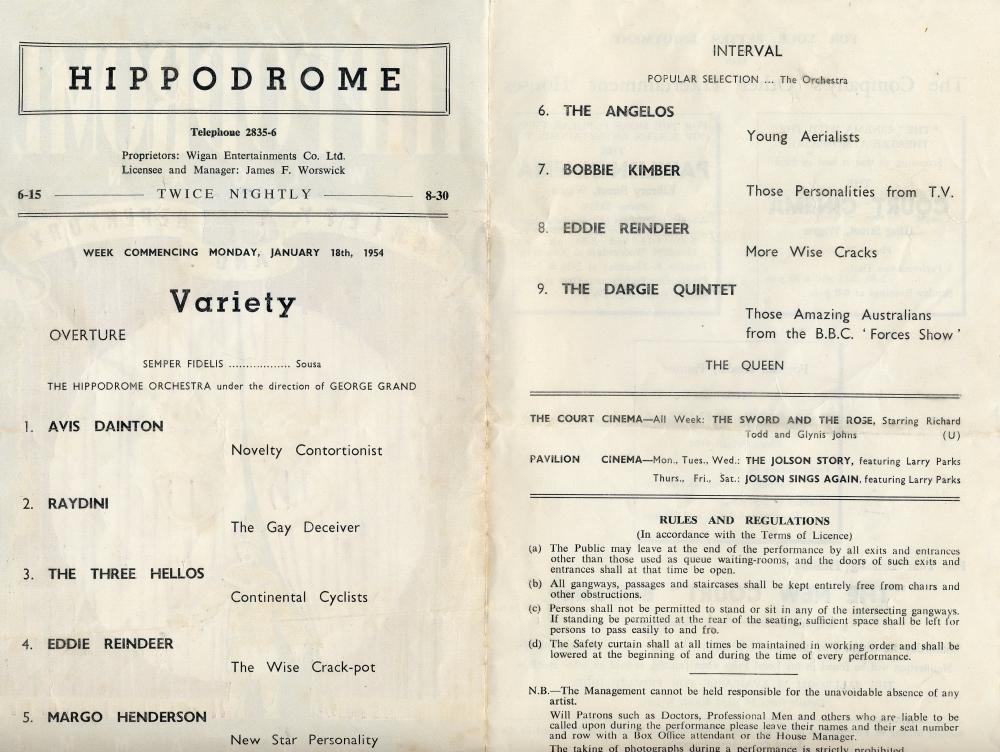 HIPPODROME
Telephone 2835-6
Proprietors: Wigan Entertainments Co. Ltd.
Licensee and Manager: James F. Worswick
6-15 TWICE NIGHTLY 8-30
WEEK COMMENCING MONDAY, JANUARY 18th, 1954
Variety
OVERTURE
SEMPER FIDELIS .................. Sousa
THE HIPPODROME ORCHESTRA under the direction of GEORGE GRAND
1. AVIS DAINTON
Novelty Contortionist
2. RAYDINI
The Gay Deceiver
3. THE THREE HELLOS
Continental Cyclists
4. EDDIE REINDEER
The Wise Crack-pot
5. MARGO HENDERSON
New Star Personality
INTERVAL
POPULAR SELECTION ... The Orchestra
6. THE ANGELOS
Young Aerialists
7. BOBBIE KIMBER
Those Personalities from T.V.
8. EDDIE REINDEER
More Wise Cracks
9. THE DARGIE QUINTET
Those Amazing Australians
from the B.B.C. 'Forces Show'
THE QUEEN
THE COURT CINEMA—All Week: THE SWORD AND THE ROSE, Starring Richard
Todd and Glynis Johns (U)
PAVILION CINEMA—Mon., Tues., Wed.: THE JOLSON STORY, featuring Larry Parks
Thurs., Fri., Sat.: JOLSON SINGS AGAIN, featuring Larry Parks
RULES AND REGULATIONS
(In accordance with the Terms of Licence)
(a) The Public may leave at the end of the performance by all exits and entrances
other than those used as queue waiting-rooms, and the doors of such exits and
entrances shall at that time be open.
(b) All gangways, passages and staircases shall be kept entirely free from chairs and
other obstructions.
(c) Persons shall not be permitted to stand or sit in any of the intersecting gangways.
If standing be permitted at the rear of the seating, sufficient space shall be left for
persons to pass easily to and fro.
(d) The Safety curtain shall at all times be maintained in working order and shall be
lowered at the beginning of and during the time of every performance.
N.B.—The Management cannot be held responsible for the unavoidable absence of any
artist.
Will Patrons such as Doctors, Professional Men and others who are liable to be
called upon during the performance please leave their names and their seat number
and row with a Box Office attendant or the House Manager.
The taking of photographs during a performance is strictly prohibited